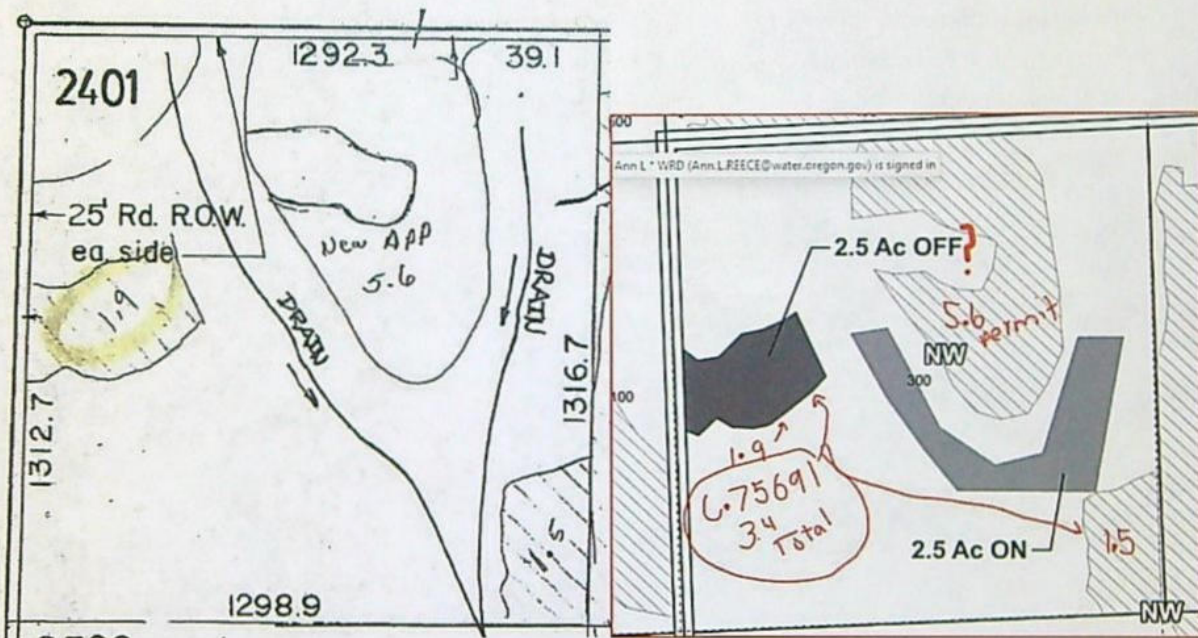 1292.3
39.1
2401
25' Rd. R.O.W.
ea side
New APP
5.6
1.9
DRAIN
DRAIN
1312.7
1316.7
1.5
1298.9
Ann L * WRD (Ann.L.REECE@water.oregon.gov) is signed in
2.5 Ac OFF?
5.6
permit
NW
300
100
1.9
C.75691
3.4
Total
2.5 Ac ON
1.5
NW